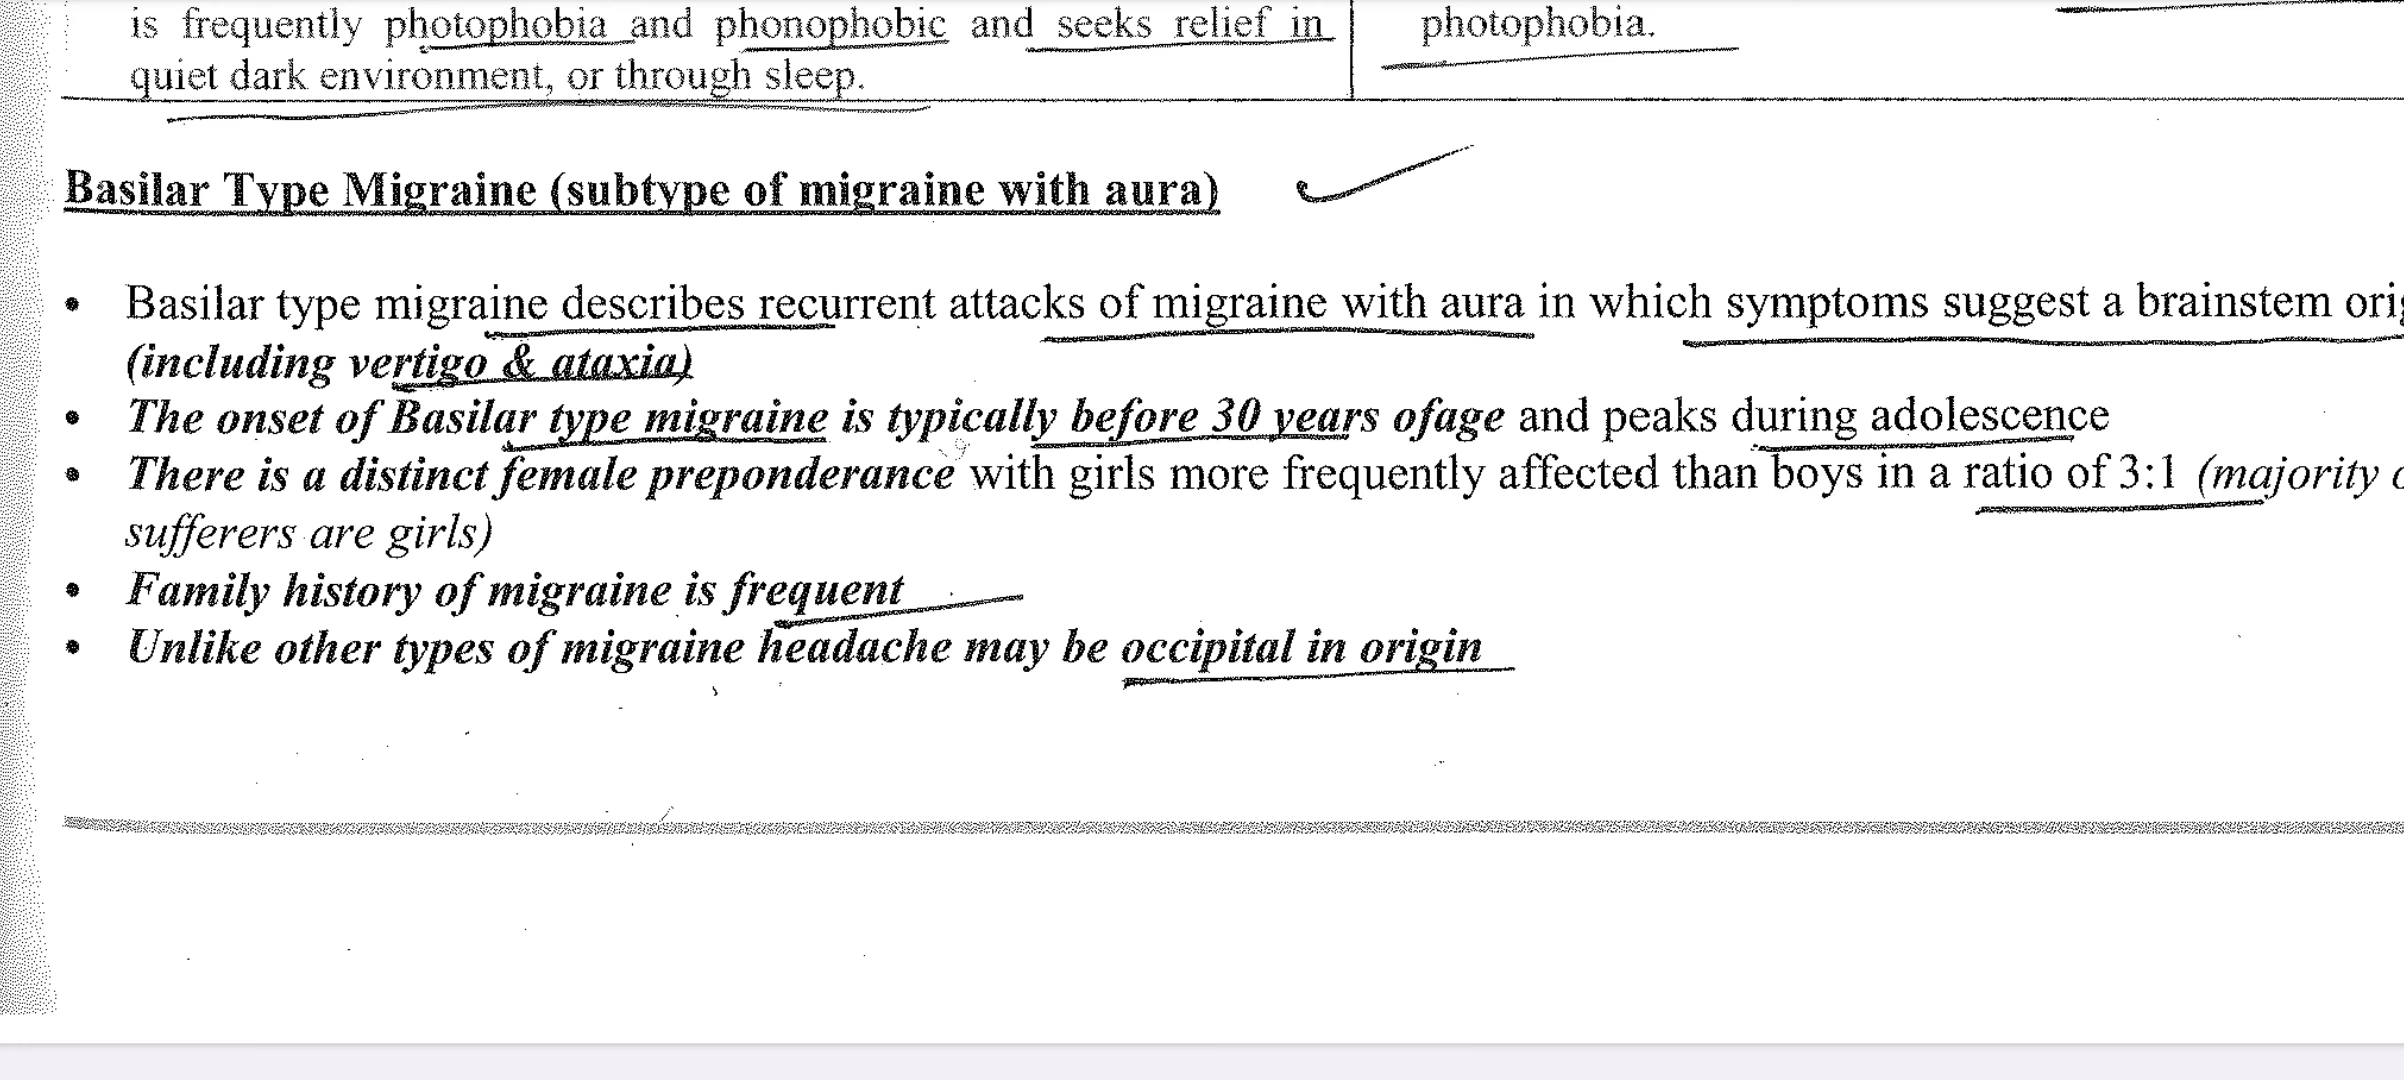 is frequently photophobia and phonophobic and seeks relief in
photophobia.
quiet dark environment, or through sleep.
Basilar Type Migraine (subtype of migraine with aura)
• Basilar type migraine describes recurrent attacks of migraine with aura in which symptoms suggest a brainstem
(including vertigo & ataxia)
• The onset of Basilar type migraine is typically before 30 years ofage and peaks during adolescence
• There is a distinct female preponderance with girls more frequently affected than boys in a ratio of 3:1 (majority
sufferers are girls)
• Family history of migraine is frequent
• Unlike other types of migraine headache may be occipital in origin